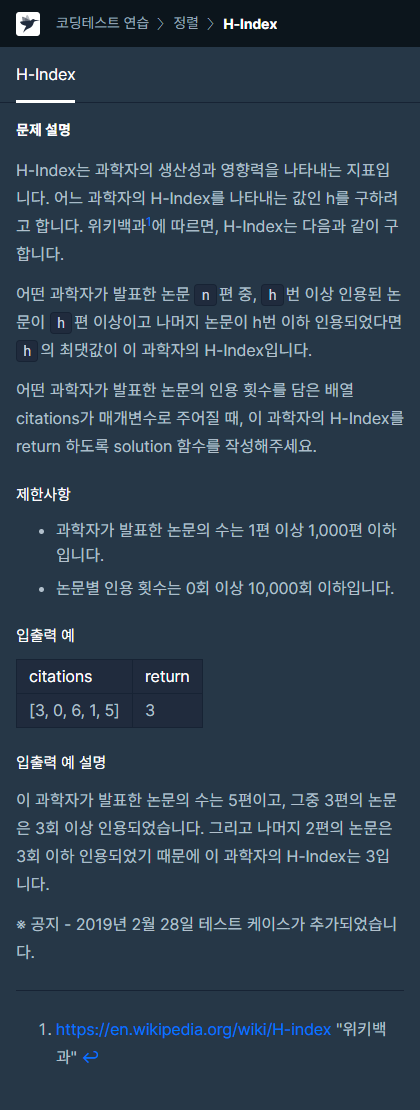 코딩테스트 연습 > 정렬 > H-Index
H-Index
문제 설명
H-Index는 과학자의 생산성과 영향력을 나타내는 지표입
니다. 어느 과학자의 H-Index를 나타내는 값인 h를 구하려
고 합니다. 위키백과1에 따르면, H-Index는 다음과 같이 구
합니다.
어떤 과학자가 발표한 논문 n 편 중, h 번 이상 인용된 논
문이 h 편 이상이고 나머지 논문이 h번 이하 인용되었다면
h 의 최댓값이 이 과학자의 H-Index입니다.
어떤 과학자가 발표한 논문의 인용 횟수를 담은 배열
citations가 매개변수로 주어질 때, 이 과학자의 H-Index를
return 하도록 solution 함수를 작성해주세요.
제한사항
• 과학자가 발표한 논문의 수는 1편 이상 1,000편 이하
입니다.
• 논문별 인용 횟수는 0회 이상 10,000회 이하입니다.
입출력 예
citations return
[3, 0, 6, 1, 5] 3
입출력 예 설명
이 과학자가 발표한 논문의 수는 5편이고, 그중 3편의 논문
은 3회 이상 인용되었습니다. 그리고 나머지 2편의 논문은
3회 이하 인용되었기 때문에 이 과학자의 H-Index는 3입
니다.
※ 공지 - 2019년 2월 28일 테스트 케이스가 추가되었습니
다.
1. https://en.wikipedia.org/wiki/H-index "위키백
과" ↩